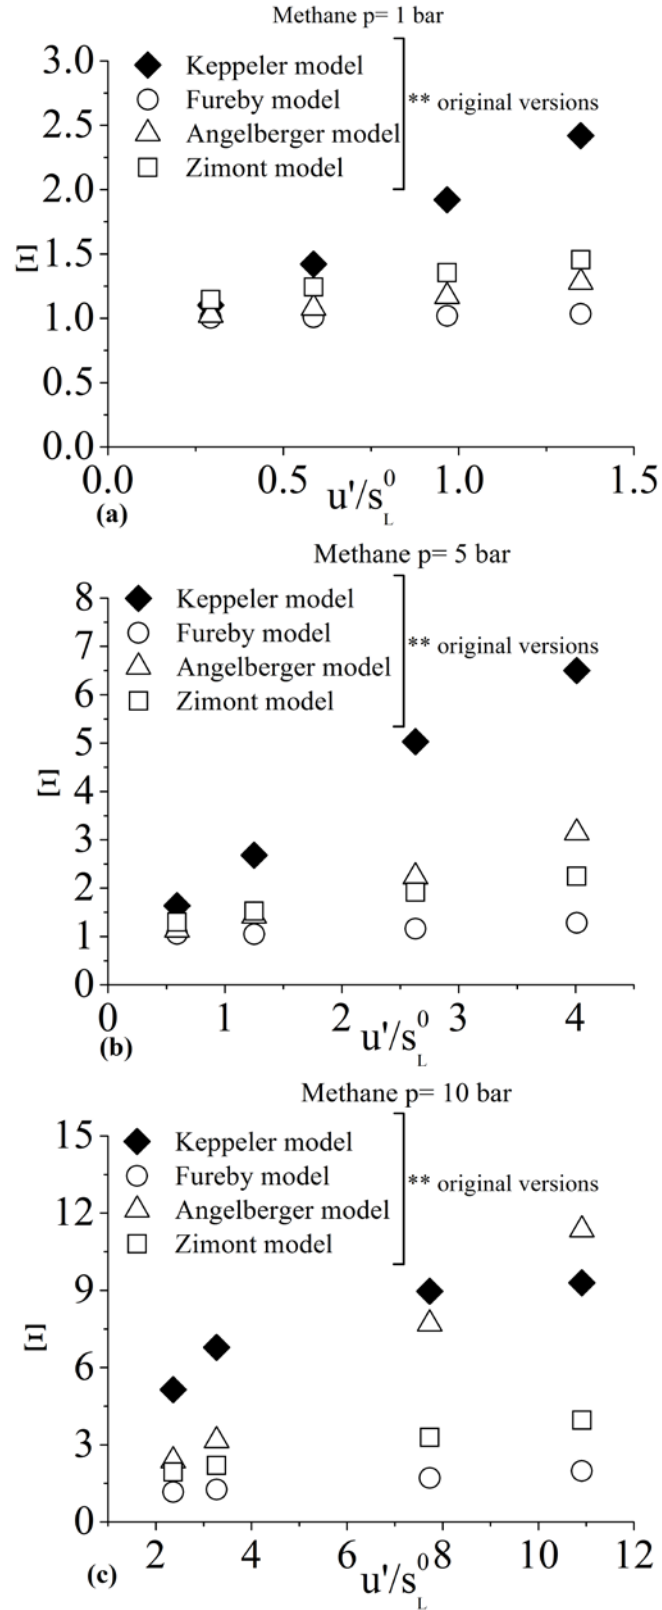 Methane p= 1 bar
3.0
Keppeler model
Fureby model
** original versions
2.5
Angelberger model
Zimont model
2.0
Ξ
1.5
1.0
0.5
0.0
0.0 0.5 1.0 1.5
u'/s_L^0
(a)
Methane p= 5 bar
8
Keppeler model
7
Fureby model
** original versions
Angelberger model
6
Zimont model
5
Ξ
4
3
2
1
0
0 1 2 3 4
u'/s_L^0
(b)
Methane p= 10 bar
15
Keppeler model
Fureby model
** original versions
12
Angelberger model
Zimont model
9
Ξ
6
3
0
2 4 6 8 10 12
u'/s_L^0
(c)